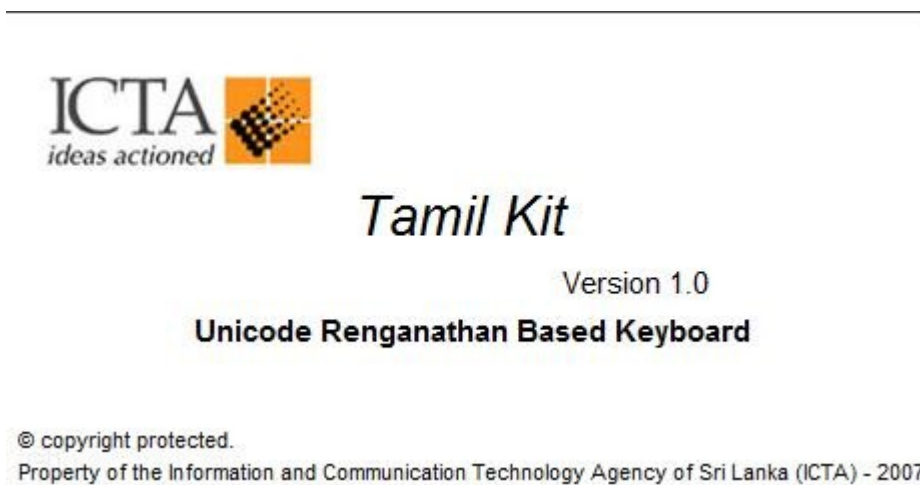 ICTA
ideas actioned
Tamil Kit
Version 1.0
Unicode Renganathan Based Keyboard
© copyright protected.
Property of the Information and Communication Technology Agency of Sri Lanka (ICTA) - 2007